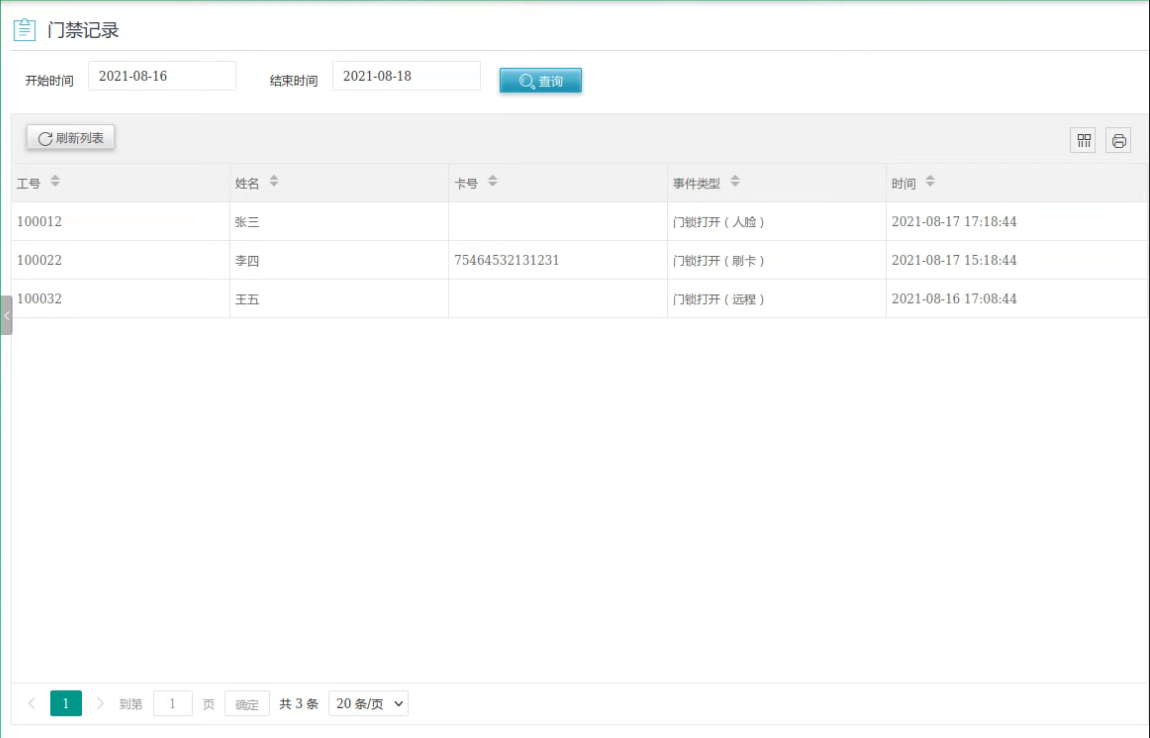 门禁记录
开始时间 2021-08-16 结束时间 2021-08-18 查询
刷新列表
工号 姓名 卡号 事件类型 时间
100012 张三 门锁打开（人脸） 2021-08-17 17:18:44
100022 李四 75464532131231 门锁打开（刷卡） 2021-08-17 15:18:44
100032 王五 门锁打开（远程） 2021-08-16 17:08:44
1 到第 1 页 确定 共 3 条 20 条/页